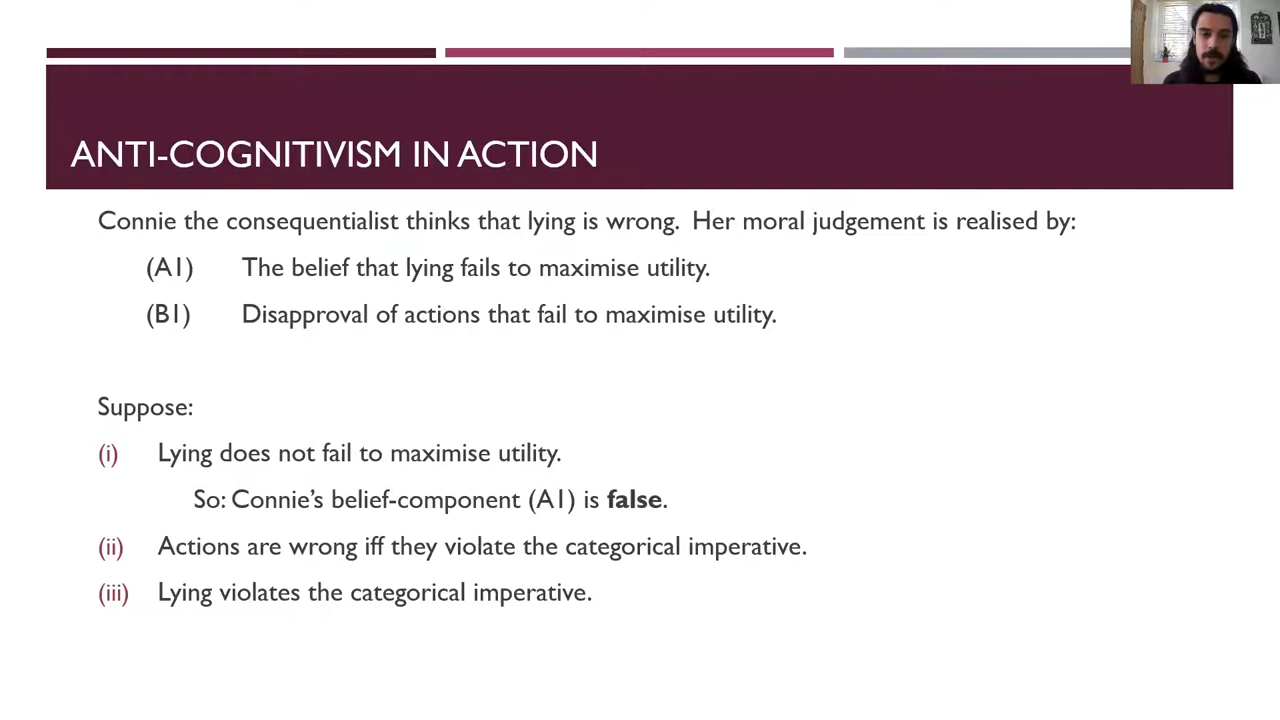 ANTI-COGNITIVISM IN ACTION
Connie the consequentialist thinks that lying is wrong. Her moral judgement is realised by:
(A1) The belief that lying fails to maximise utility.
(B1) Disapproval of actions that fail to maximise utility.
Suppose:
(i) Lying does not fail to maximise utility.
So: Connie's belief-component (A1) is false.
(ii) Actions are wrong iff they violate the categorical imperative.
(iii) Lying violates the categorical imperative.